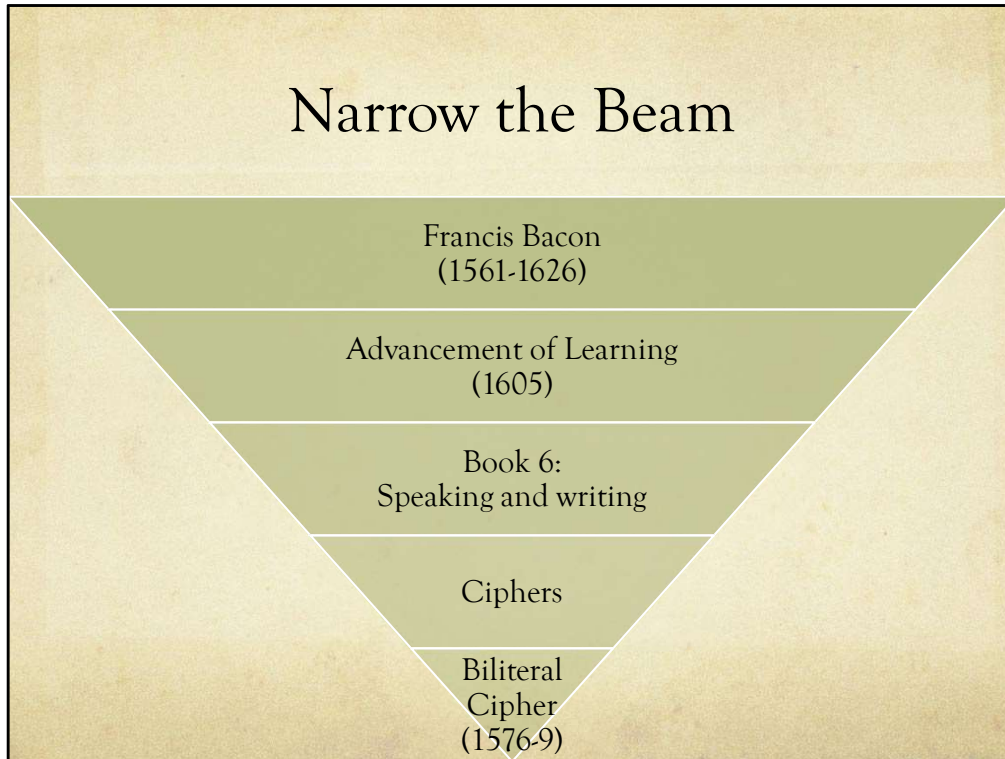 Narrow the Beam
Francis Bacon
(1561-1626)
Advancement of Learning
(1605)
Book 6:
Speaking and writing
Ciphers
Biliteral
Cipher
(1576-9)